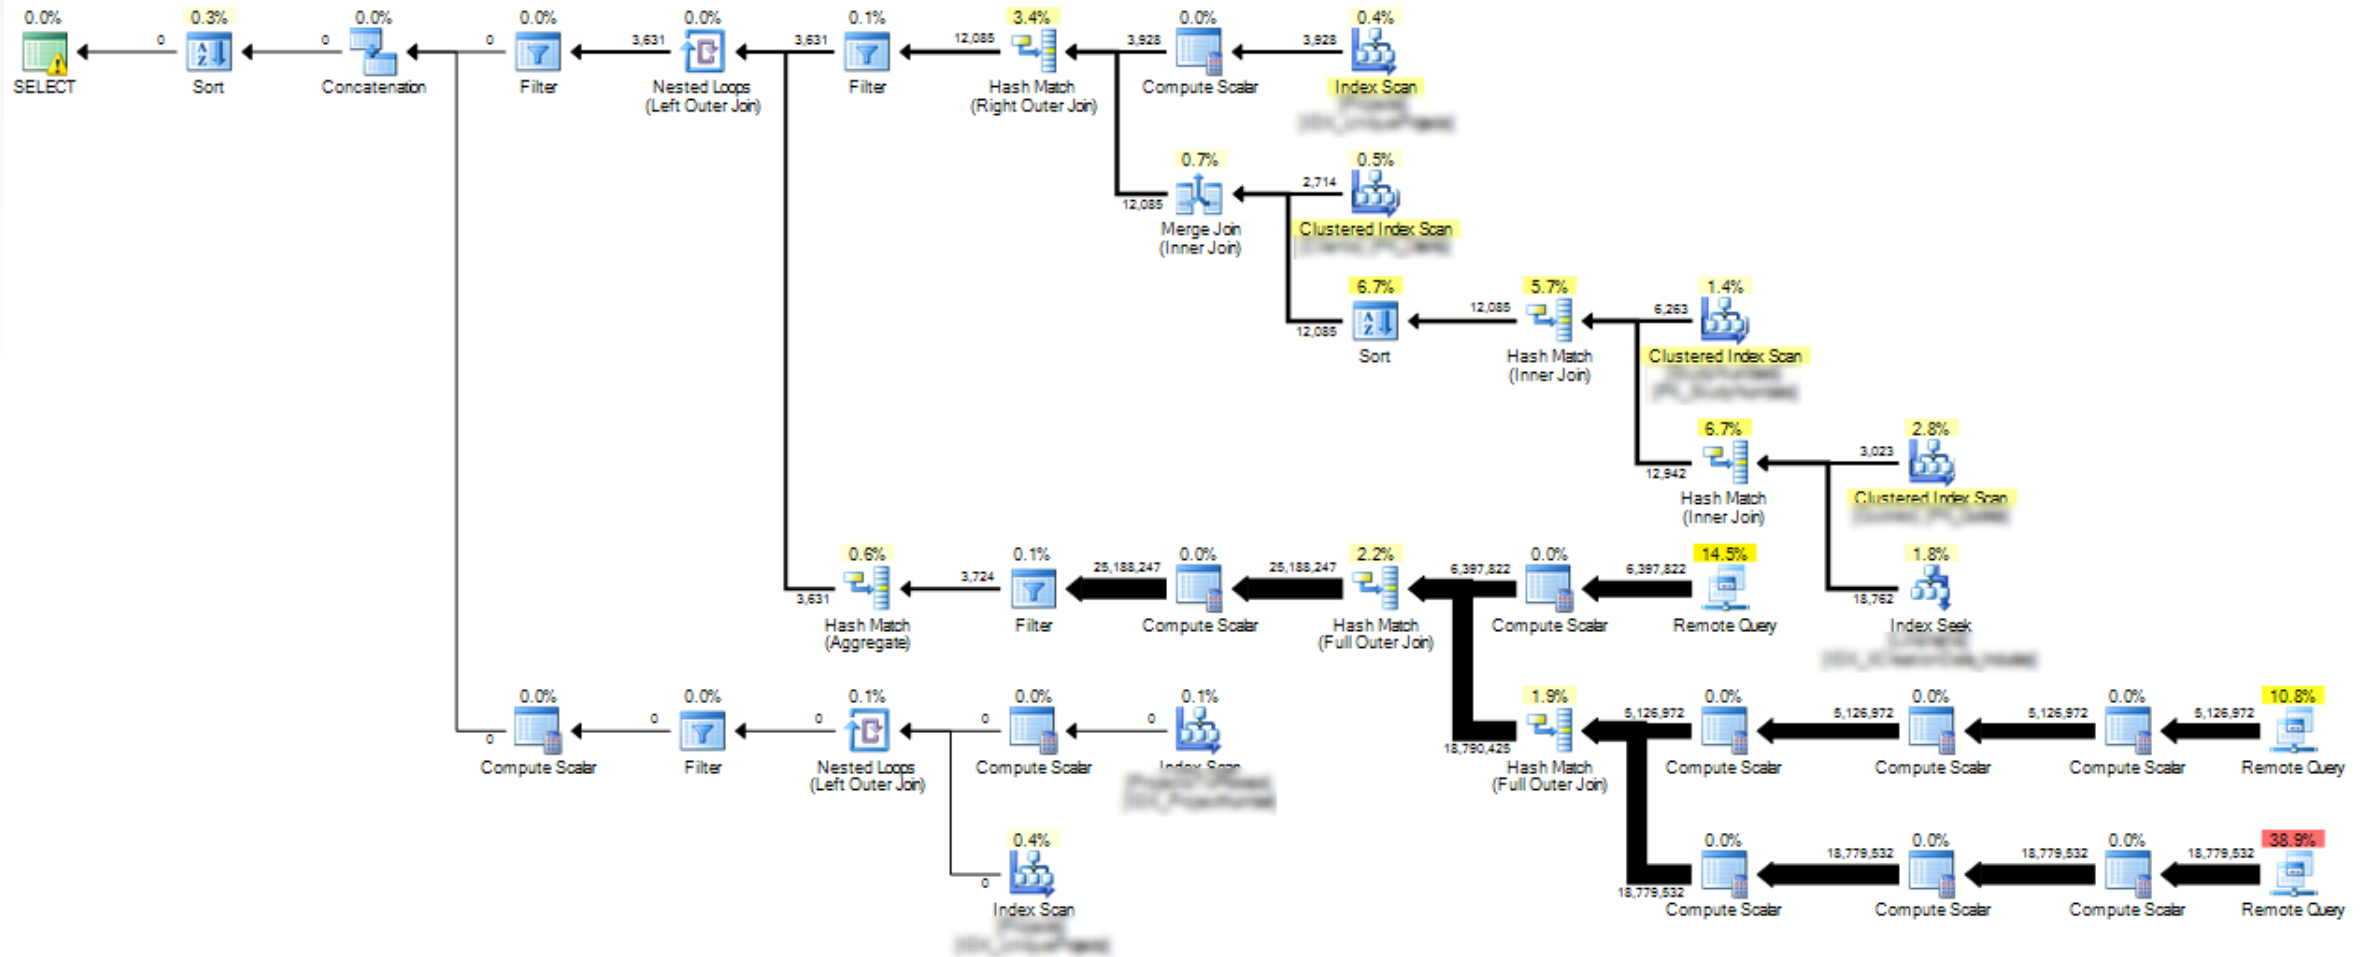 0.0%
0.3%
0.0%
0.0%
0.0%
0.1%
3.4%
0.0%
0.4%
0
0
0
3,631
3,631
12,085
3,928
3,928
SELECT
Sort
Concatenation
Filter
Nested Loops
(Left Outer Join)
Filter
Hash Match
(Right Outer Join)
Compute Scalar
Index Scan
0.7%
0.5%
2,714
12,085
Merge Join
(Inner Join)
Clustered Index Scan
6.7%
5.7%
1.4%
12,085
12,085
6,263
Sort
Hash Match
(Inner Join)
Clustered Index Scan
6.7%
2.8%
12,942
3,023
Hash Match
(Inner Join)
Clustered Index Scan
0.6%
0.1%
0.0%
2.2%
0.0%
14.5%
1.8%
3,631
3,724
25,188,247
25,188,247
6,397,822
6,397,822
18,762
Hash Match
(Aggregate)
Filter
Compute Scalar
Hash Match
(Full Outer Join)
Compute Scalar
Remote Query
Index Seek
0.0%
0.0%
0.1%
0.0%
0.1%
1.9%
0.0%
0.0%
0.0%
10.8%
0
0
0
0
0
18,790,425
5,126,972
5,126,972
5,126,972
5,126,972
Compute Scalar
Filter
Nested Loops
(Left Outer Join)
Compute Scalar
Index Scan
Hash Match
(Full Outer Join)
Compute Scalar
Compute Scalar
Compute Scalar
Remote Query
0.4%
0.0%
0.0%
0.0%
38.9%
0
18,779,532
18,779,532
18,779,532
18,779,532
Index Scan
Compute Scalar
Compute Scalar
Compute Scalar
Remote Query